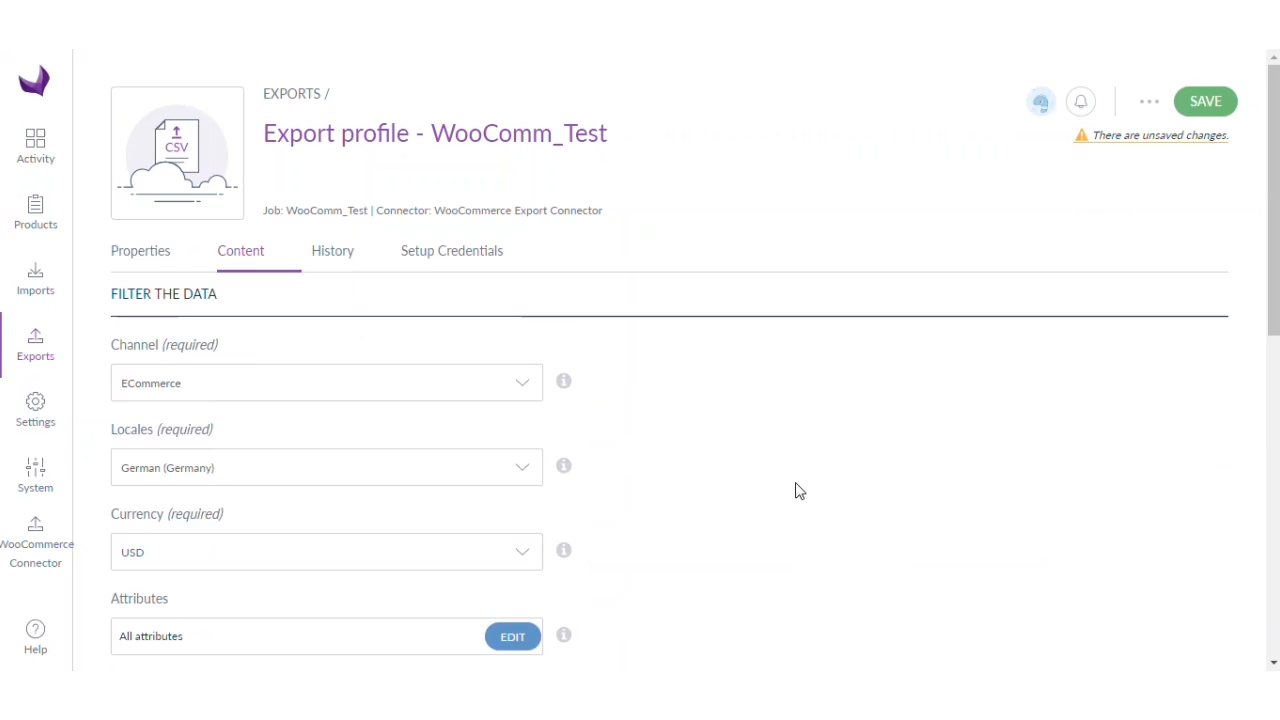 EXPORTS /
Export profile - WooComm_Test
SAVE
There are unsaved changes.
CSV
Job: WooComm_Test | Connector: WooCommerce Export Connector
Activity
Products
Imports
Exports
Settings
System
WooCommerce
Connector
Help
Properties Content History Setup Credentials
FILTER THE DATA
Channel (required)
ECommerce
Locales (required)
German (Germany)
Currency (required)
USD
Attributes
All attributes EDIT